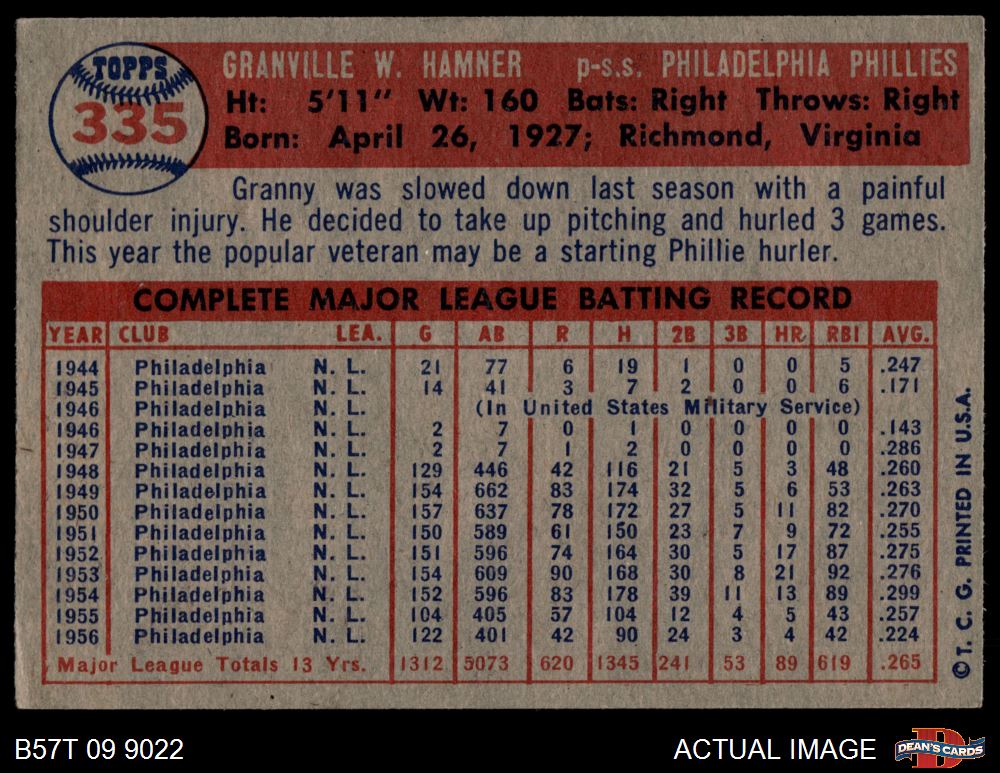 TOPPS
335
GRANVILLE W. HAMNER p-s.s. PHILADELPHIA PHILLIES
Ht: 5'11" Wt: 160 Bats: Right Throws: Right
Born: April 26, 1927; Richmond, Virginia
Granny was slowed down last season with a painful
shoulder injury. He decided to take up pitching and hurled 3 games.
This year the popular veteran may be a starting Phillie hurler.
COMPLETE MAJOR LEAGUE BATTING RECORD
YEAR CLUB LEA. G AB R H 2B 3B HR RBI AVG.
1944 Philadelphia N. L. 21 77 6 19 1 0 0 5 .247
1945 Philadelphia N. L. 14 41 3 7 2 0 0 6 .171
1946 Philadelphia (In United States Military Service)
1946 Philadelphia N. L. 2 7 0 1 0 0 0 0 .143
1947 Philadelphia N. L. 2 7 1 2 0 0 0 0 .286
1948 Philadelphia N. L. 129 446 42 116 21 5 3 48 .260
1949 Philadelphia N. L. 154 662 83 174 32 5 6 53 .263
1950 Philadelphia N. L. 157 637 78 172 27 5 11 82 .270
1951 Philadelphia N. L. 150 589 61 150 23 7 9 72 .255
1952 Philadelphia N. L. 151 596 74 164 30 5 17 87 .275
1953 Philadelphia N. L. 154 609 90 168 30 8 21 92 .276
1954 Philadelphia N. L. 152 596 83 178 39 11 13 89 .299
1955 Philadelphia N. L. 104 405 57 104 12 4 5 43 .257
1956 Philadelphia N. L. 122 401 42 90 24 3 4 42 .224
Major League Totals 13 Yrs. 1312 5073 620 1345 241 53 89 619 .265
©T. C. G. PRINTED IN U.S.A.
B57T 09 9022 ACTUAL IMAGE
DEAN'S CARDS